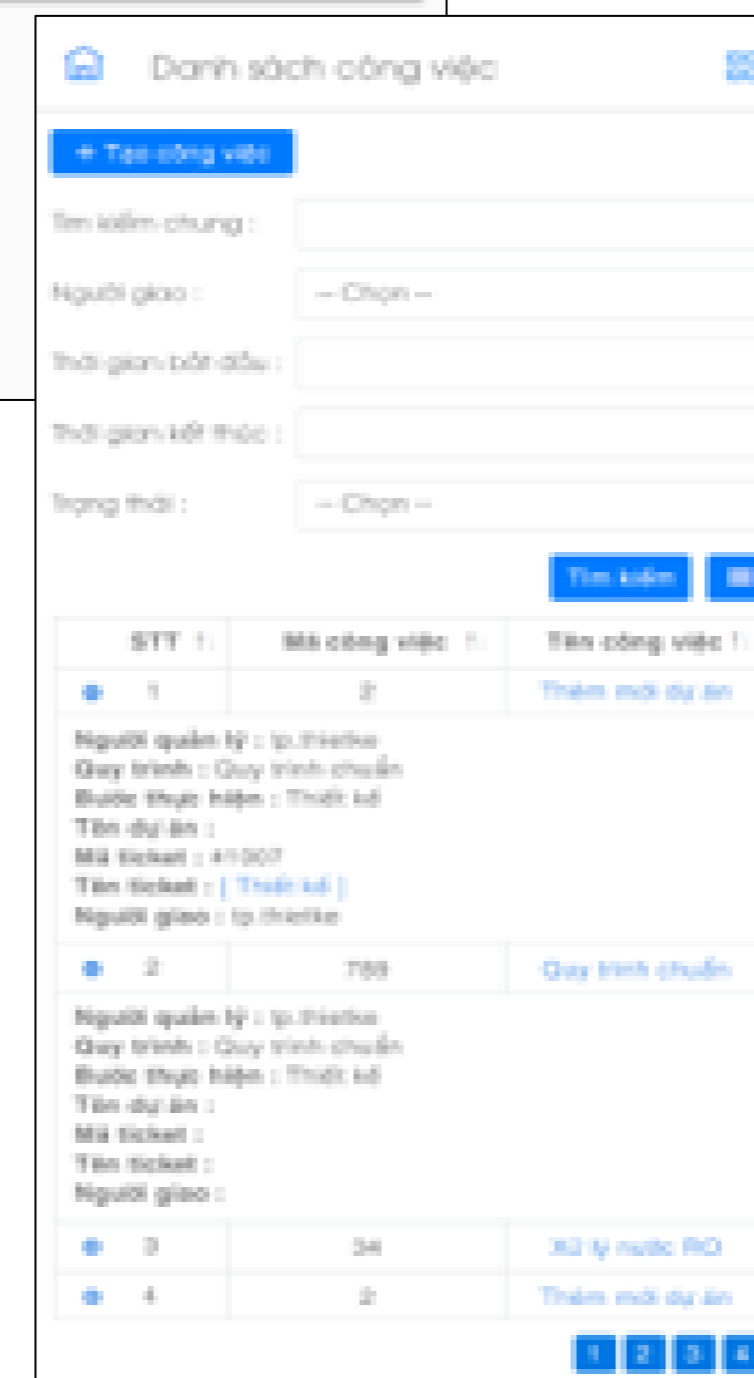 Danh sách công việc
+ Tạo công việc
Tìm kiếm chung :
Người giao : -- Chọn --
Thời gian bắt đầu :
Thời gian kết thúc :
Trạng thái : -- Chọn --
Tìm kiếm
STT Mã công việc Tên công việc
1 2 Thêm mới dự án
Người quản lý : tp.thietke
Quy trình : Quy trình chuẩn
Bước thực hiện : Thiết kế
Tên dự án :
Mã ticket : 41007
Tên ticket : [ Thiết kế ]
Người giao : tp.thietke
2 789 Quy trình chuẩn
Người quản lý : tp.thietke
Quy trình : Quy trình chuẩn
Bước thực hiện : Thiết kế
Tên dự án :
Mã ticket :
Tên ticket :
Người giao :
3 34 Xử lý nước RO
4 2 Thêm mới dự án
1 2 3 4